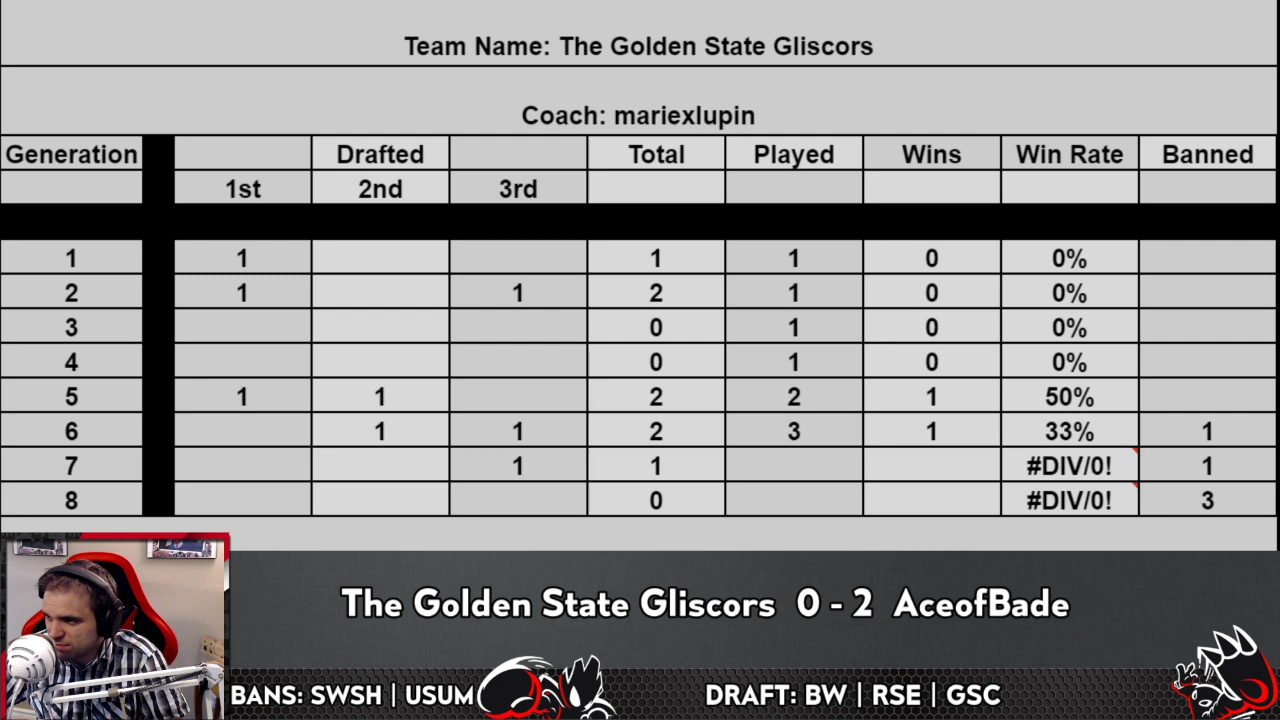 Team Name: The Golden State Gliscors
Coach: mariexlupin
Generation Drafted Total Played Wins Win Rate Banned
1st 2nd 3rd
1 1 1 1 0 0%
2 1 1 2 1 0 0%
3 0 1 0 0%
4 0 1 0 0%
5 1 1 2 2 1 50%
6 1 1 2 3 1 33% 1
7 1 1 #DIV/0! 1
8 0 #DIV/0! 3
The Golden State Gliscors 0 - 2 AceofBade
BANS: SWSH | USUM DRAFT: BW | RSE | GSC